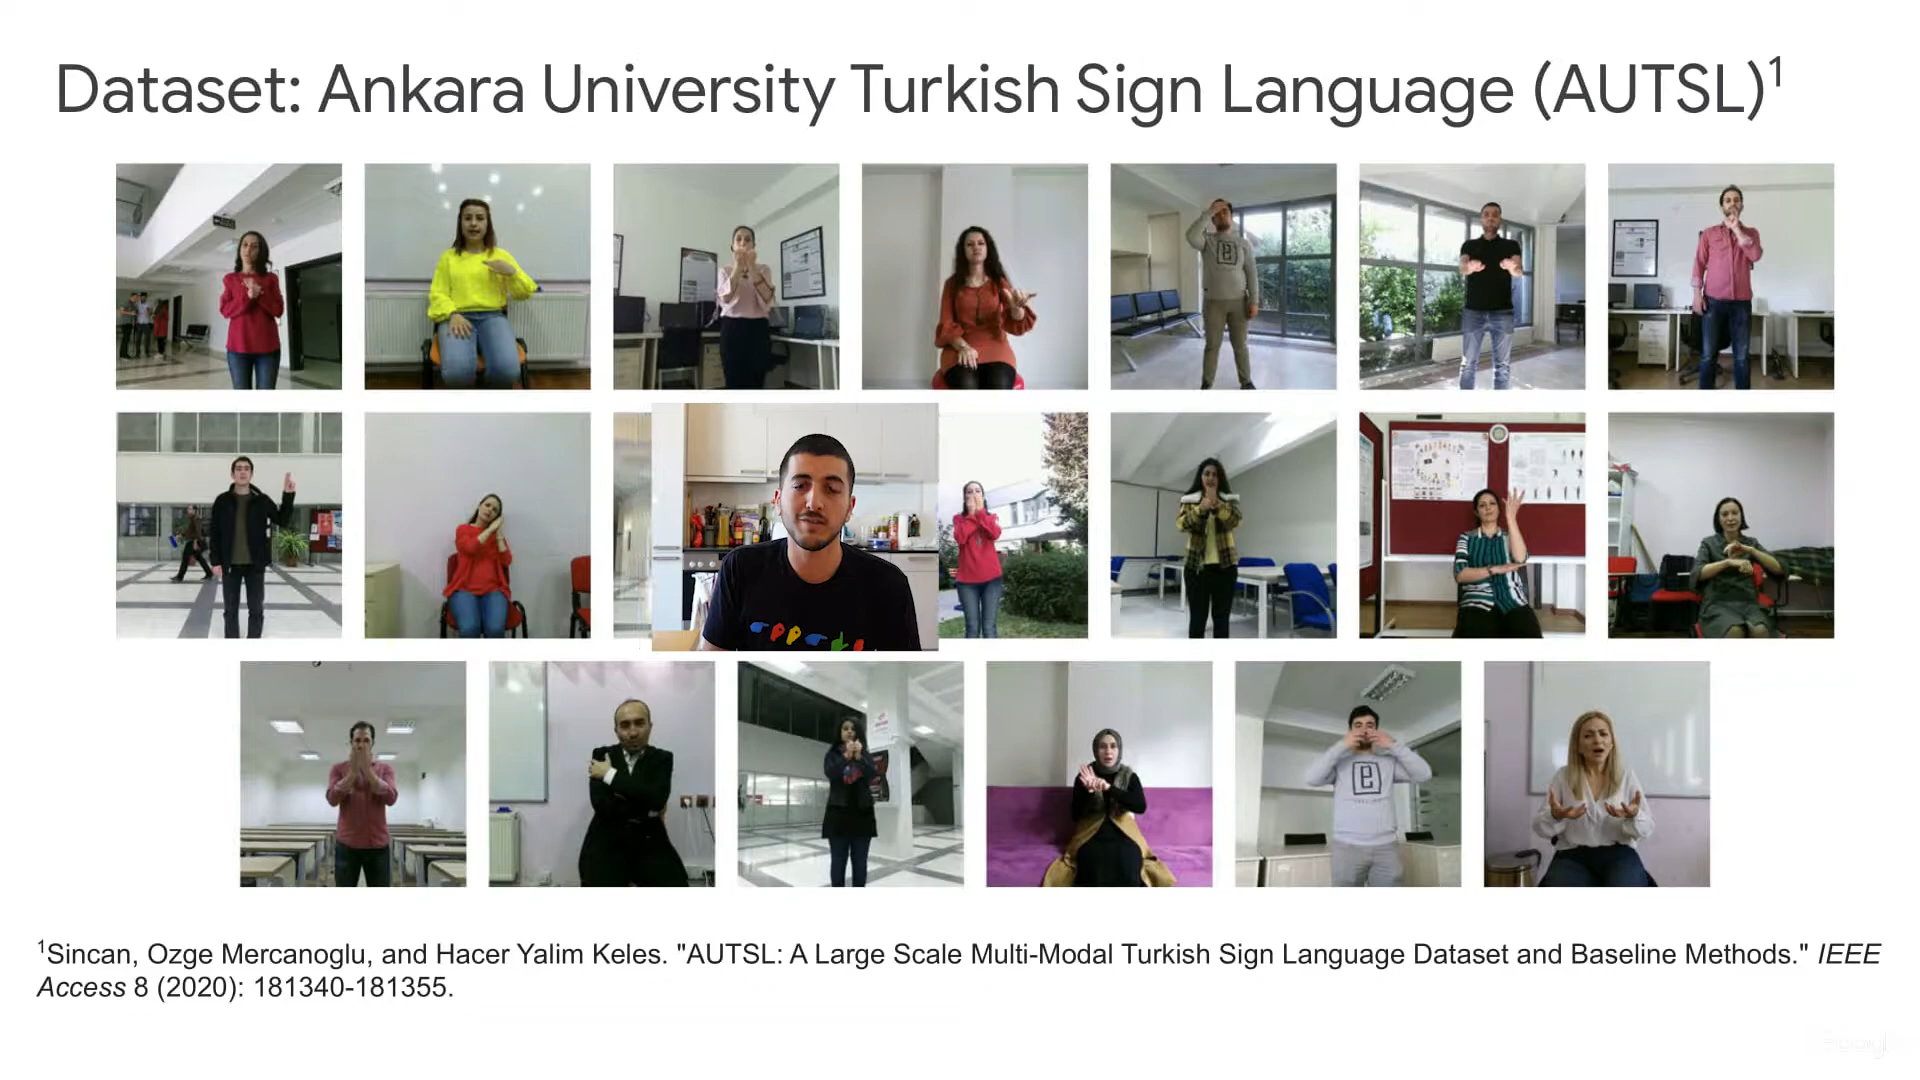 Dataset: Ankara University Turkish Sign Language (AUTSL)¹
¹Sincan, Ozge Mercanoglu, and Hacer Yalim Keles. "AUTSL: A Large Scale Multi-Modal Turkish Sign Language Dataset and Baseline Methods." IEEE
Access 8 (2020): 181340-181355.